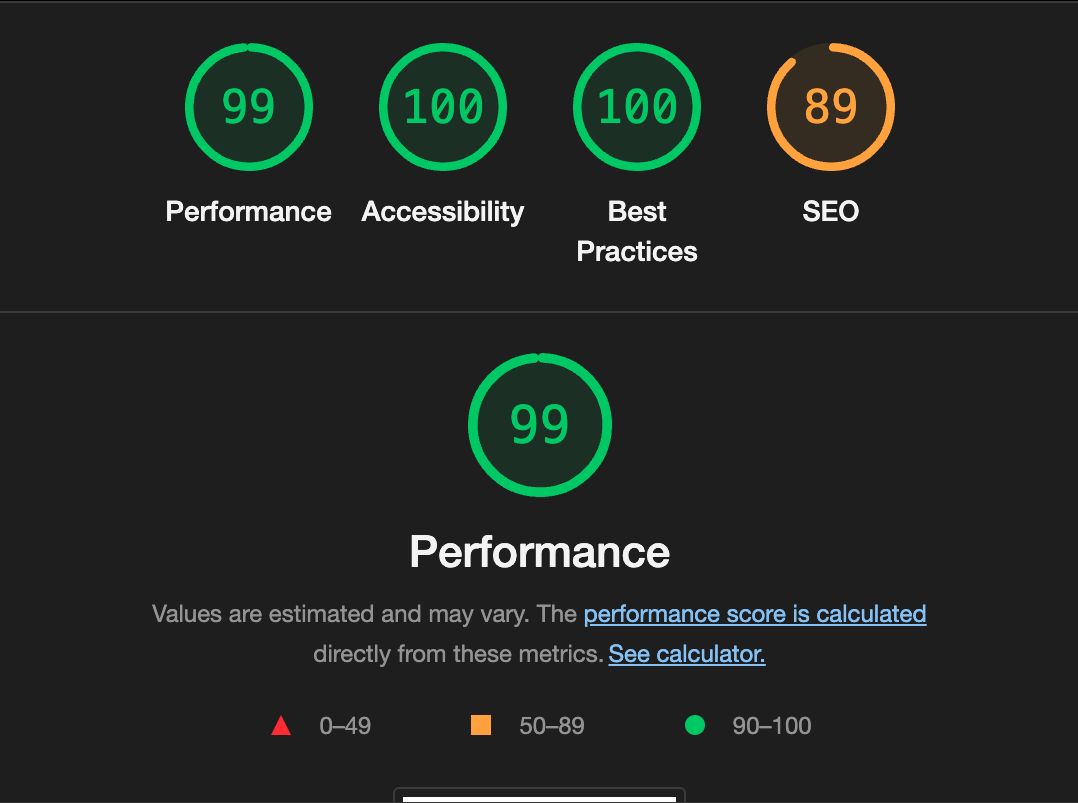 99
100
100
89
Performance
Accessibility
Best
Practices
SEO
99
Performance
Values are estimated and may vary. The performance score is calculated
directly from these metrics. See calculator.
0–49
50–89
90–100